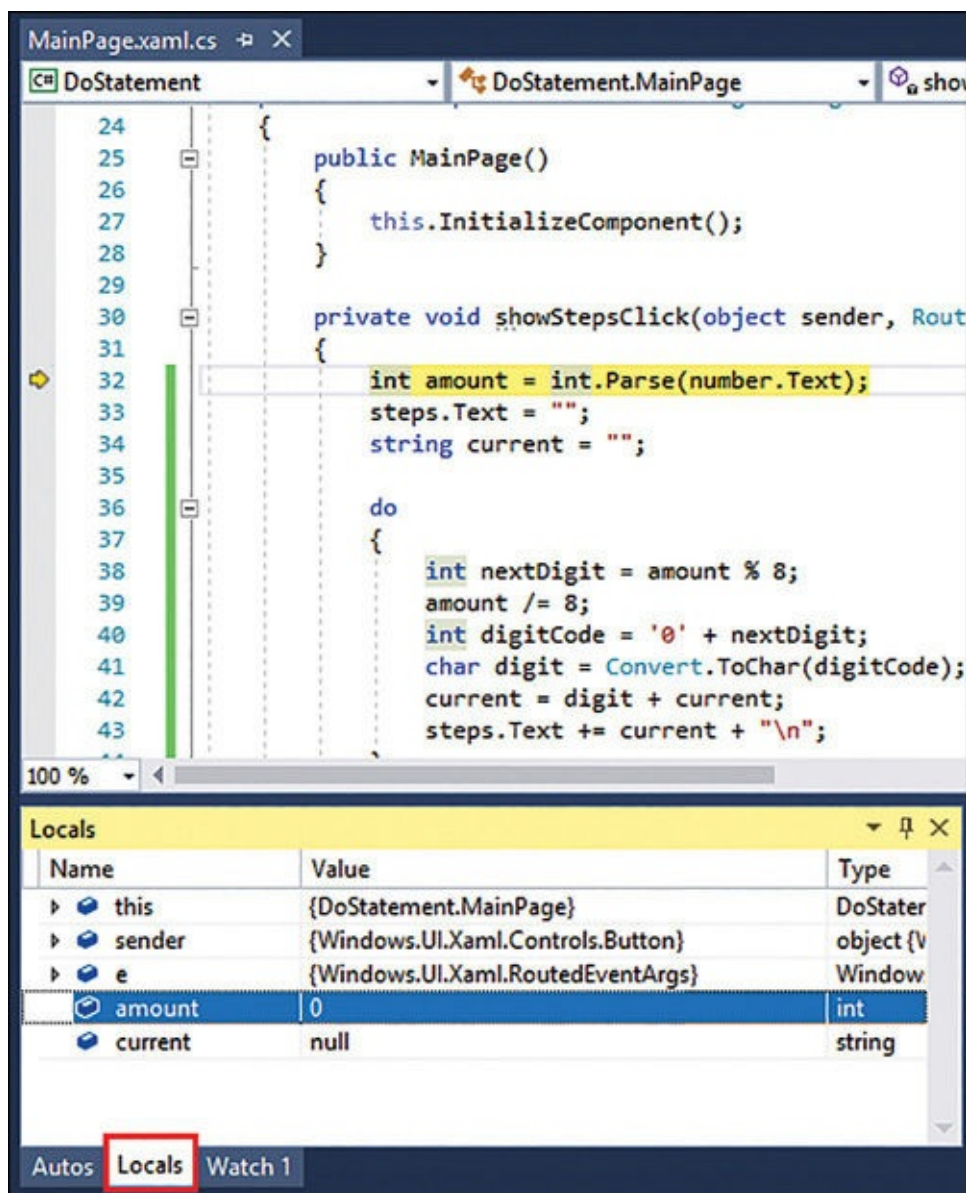 MainPage.xaml.cs
C# DoStatement DoStatement.MainPage show
24 {
25 public MainPage()
26 {
27 this.InitializeComponent();
28 }
29
30 private void showStepsClick(object sender, Rout
31 {
32 int amount = int.Parse(number.Text);
33 steps.Text = "";
34 string current = "";
35
36 do
37 {
38 int nextDigit = amount % 8;
39 amount /= 8;
40 int digitCode = '0' + nextDigit;
41 char digit = Convert.ToChar(digitCode);
42 current = digit + current;
43 steps.Text += current + "\n";
100 %
Locals
Name Value Type
this {DoStatement.MainPage} DoStater
sender {Windows.UI.Xaml.Controls.Button} object {W
e {Windows.UI.Xaml.RoutedEventArgs} Window
amount 0 int
current null string
Autos Locals Watch 1